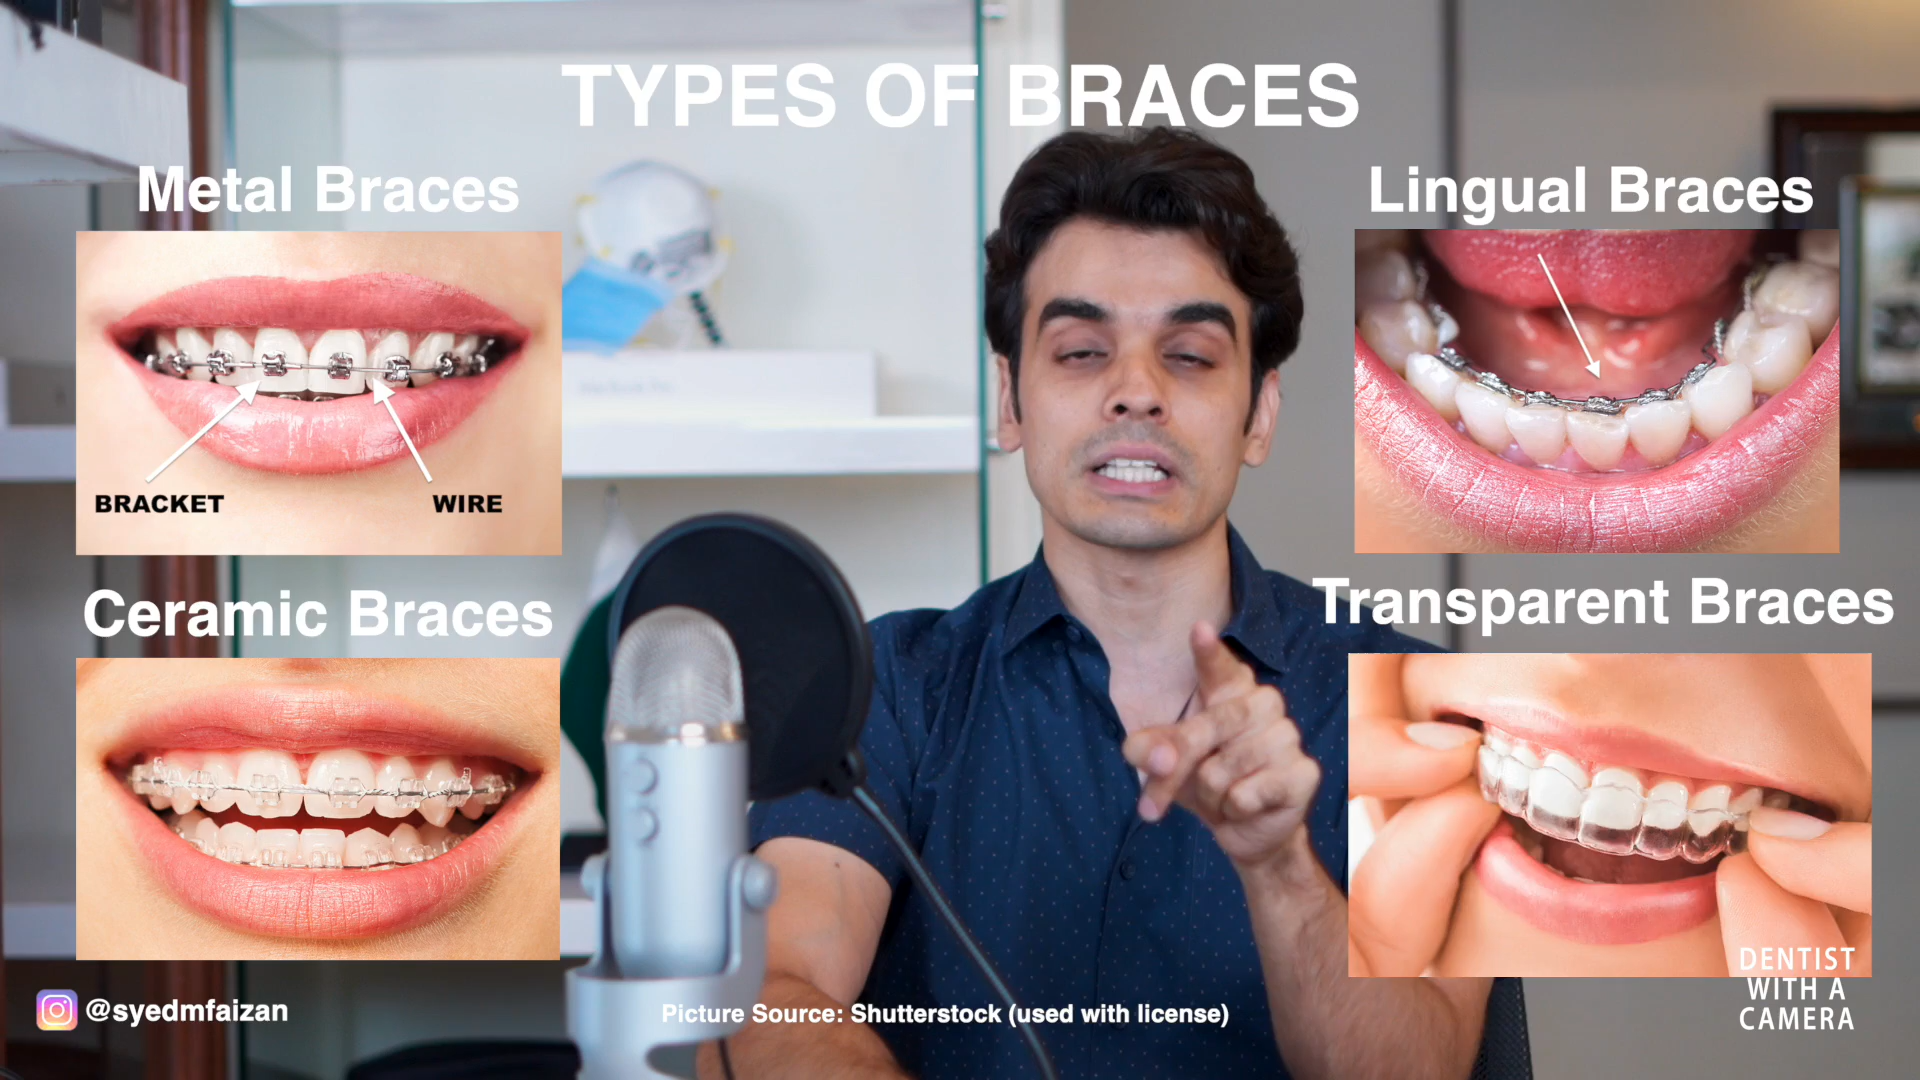 TYPES OF BRACES
Metal Braces
Lingual Braces
BRACKET
WIRE
Ceramic Braces
Transparent Braces
@syedmfaizan
Picture Source: Shutterstock (used with license)
DENTIST
WITH A
CAMERA